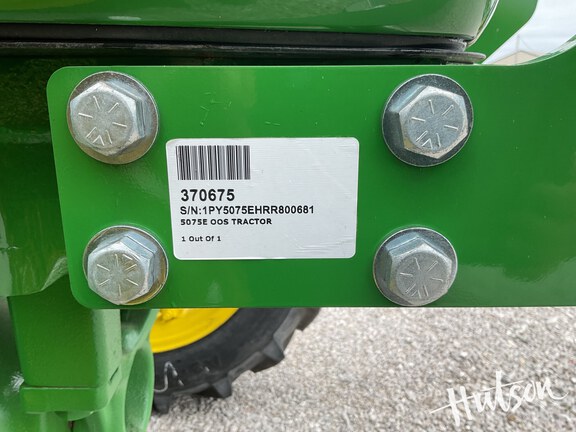 370675
S/N:1PY5075EHRR800681
5075E OOS TRACTOR
1 Out Of 1
Hutson